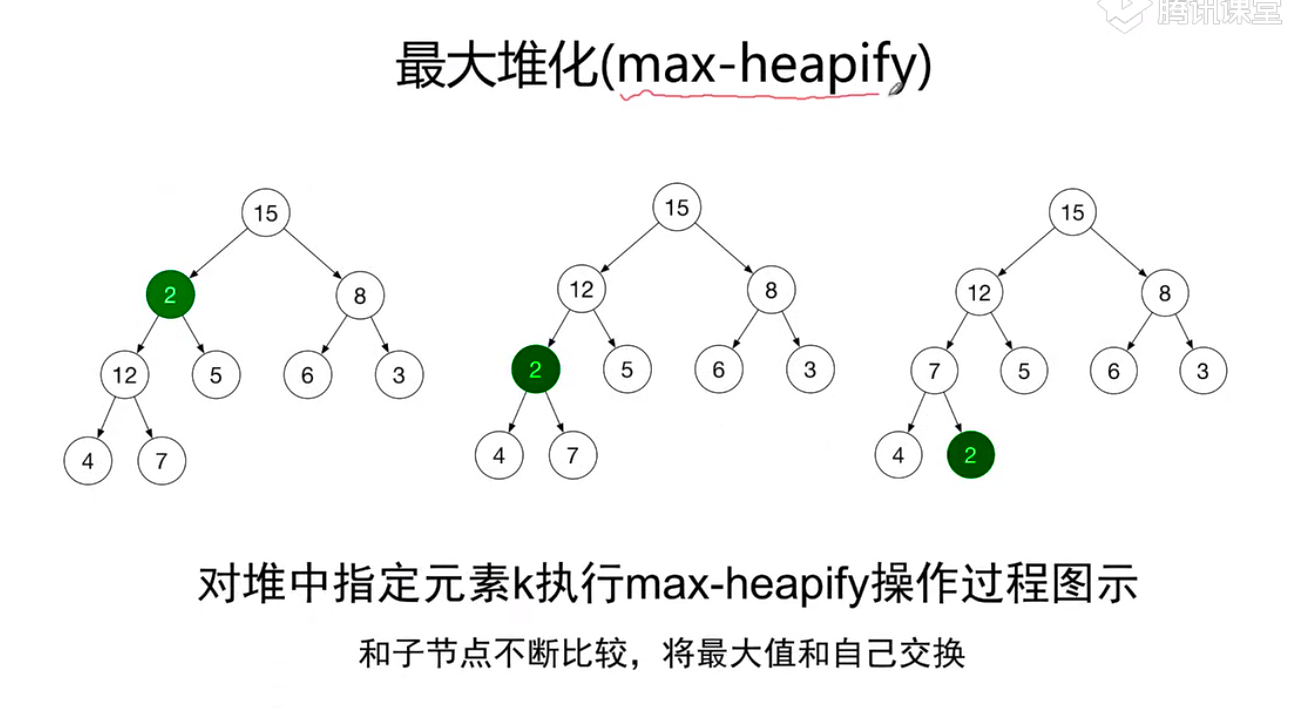 腾讯课堂
最大堆化(max-heapify)
15 15 15
2 8 12 8 12 8
12 5 6 3 2 5 6 3 7 5 6 3
4 7 4 7 4 2
对堆中指定元素k执行max-heapify操作过程图示
和子节点不断比较，将最大值和自己交换